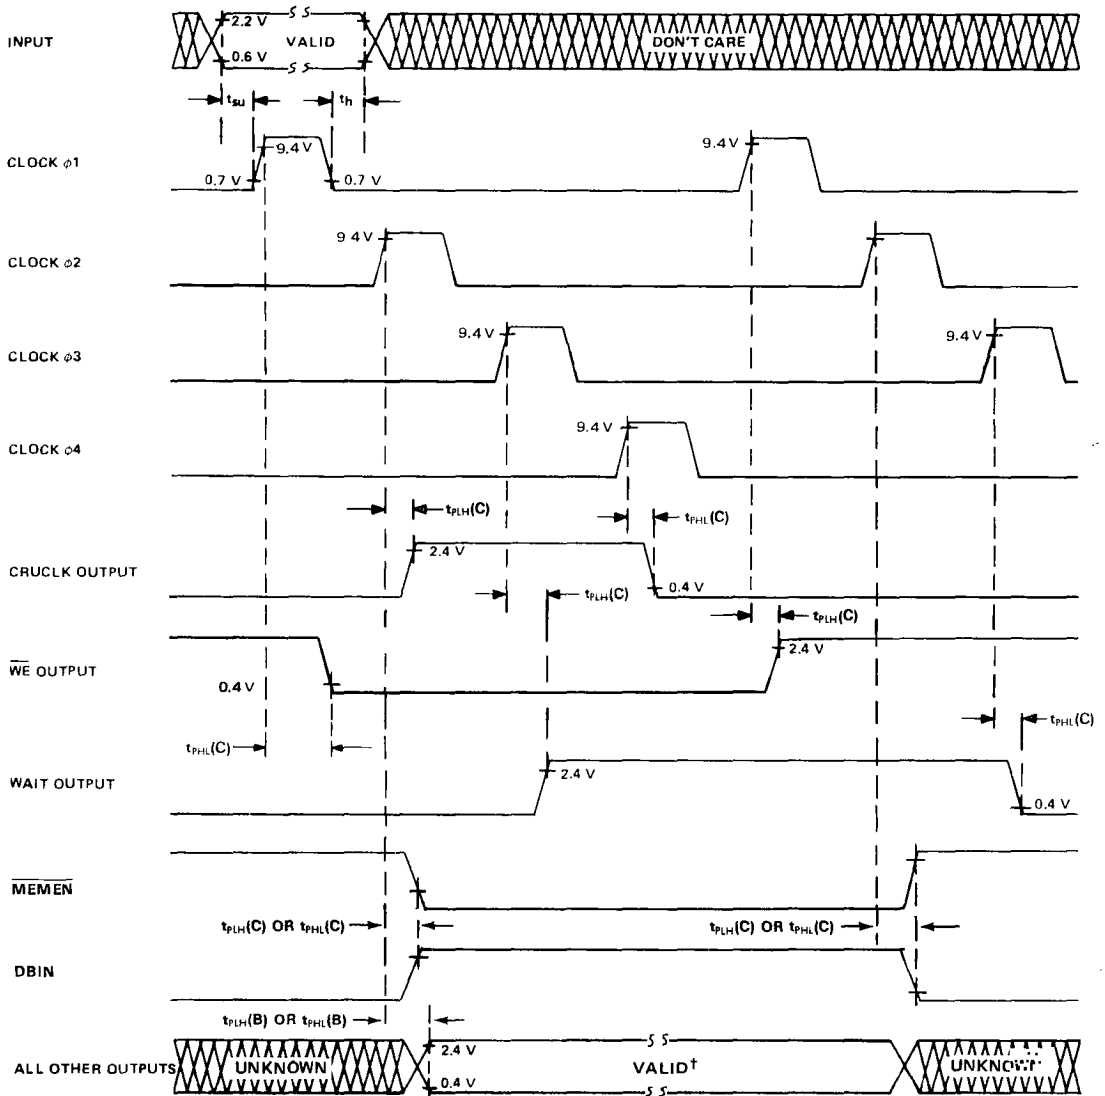 INPUT
2.2 V
VALID
0.6 V
DON'T CARE
tsu
th
CLOCK φ1
9.4 V
0.7 V
0.7 V
9.4 V
CLOCK φ2
9 4 V
CLOCK φ3
9.4 V
9.4 V
CLOCK φ4
9.4 V
tPLH(C)
tPHL(C)
CRUCLK OUTPUT
2.4 V
0.4 V
tPLH(C)
tPLH(C)
WE OUTPUT
0.4 V
2.4 V
tPHL(C)
tPHL(C)
WAIT OUTPUT
2.4 V
0.4 V
MEMEN
tPLH(C) OR tPHL(C)
tPLH(C) OR tPHL(C)
DBIN
tPLH(B) OR tPHL(B)
ALL OTHER OUTPUTS
UNKNOWN
2.4 V
0.4 V
VALID†